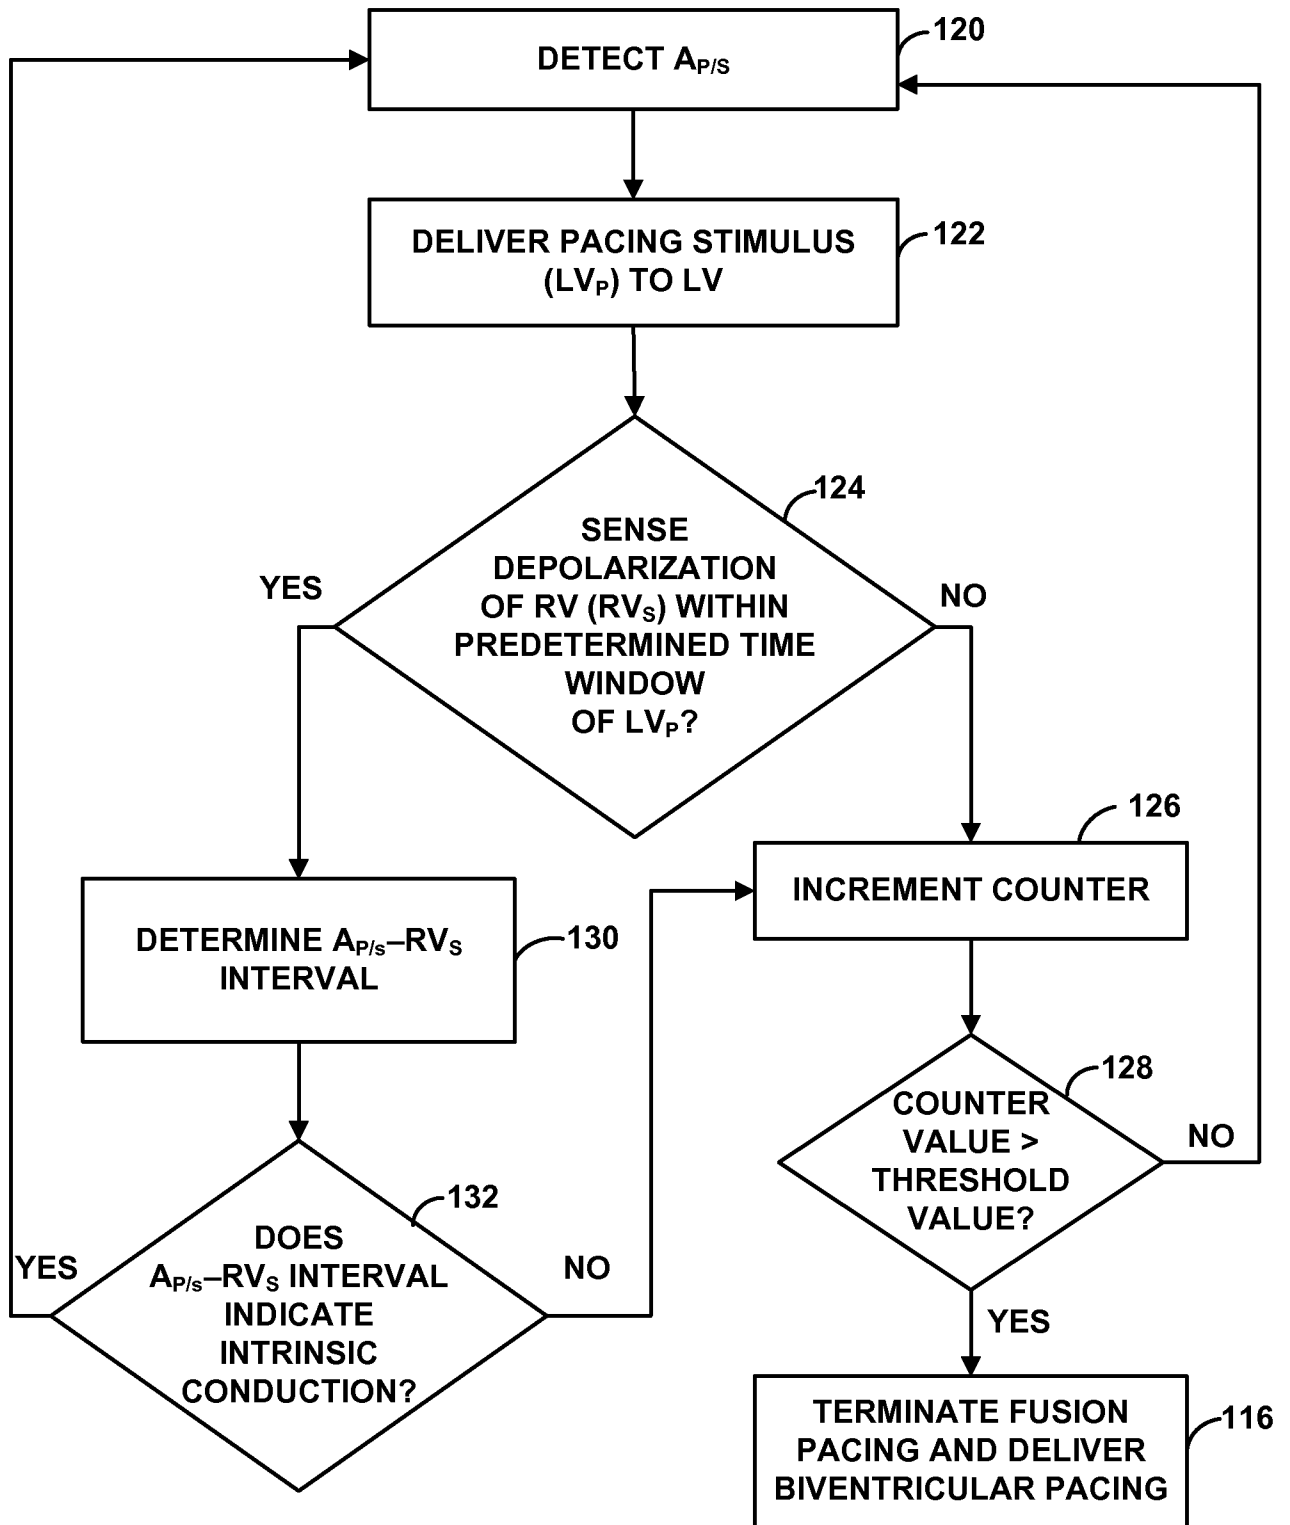 120
DETECT AP/S
122
DELIVER PACING STIMULUS
(LVP) TO LV
124
SENSE
DEPOLARIZATION
OF RV (RVS) WITHIN
PREDETERMINED TIME
WINDOW
OF LVP?
YES
NO
126
INCREMENT COUNTER
130
DETERMINE AP/s–RVS
INTERVAL
128
COUNTER
VALUE >
THRESHOLD
VALUE?
NO
YES
132
DOES
AP/s–RVS INTERVAL
INDICATE
INTRINSIC
CONDUCTION?
YES
NO
116
TERMINATE FUSION
PACING AND DELIVER
BIVENTRICULAR PACING